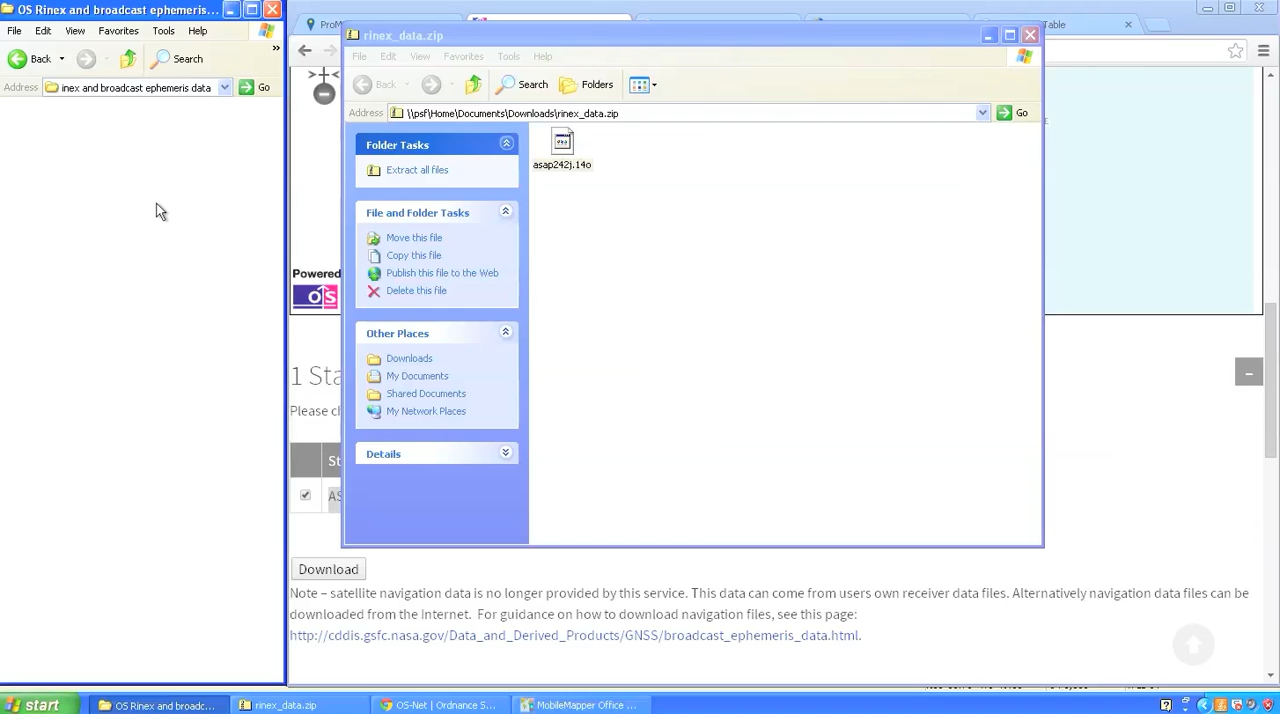 OS Rinex and broadcast ephemeris...
File Edit View Favorites Tools Help
Back Search
Address inex and broadcast ephemeris data Go
ProM
Table
rinex_data.zip
File Edit View Favorites Tools Help
Back Search Folders
Address \\psf\Home\Documents\Downloads\rinex_data.zip Go
Folder Tasks
Extract all files
asap242j.14o
File and Folder Tasks
Move this file
Copy this file
Publish this file to the Web
Delete this file
Other Places
Downloads
My Documents
Shared Documents
My Network Places
Details
Powered
OS
1 Sta
Please ch
St
AS
Download
Note – satellite navigation data is no longer provided by this service. This data can come from users own receiver data files. Alternatively navigation data files can be
downloaded from the Internet. For guidance on how to download navigation files, see this page:
http://cddis.gsfc.nasa.gov/Data_and_Derived_Products/GNSS/broadcast_ephemeris_data.html.
start OS Rinex and broadc... rinex_data.zip OS-Net | Ordnance S... MobileMapper Office ...